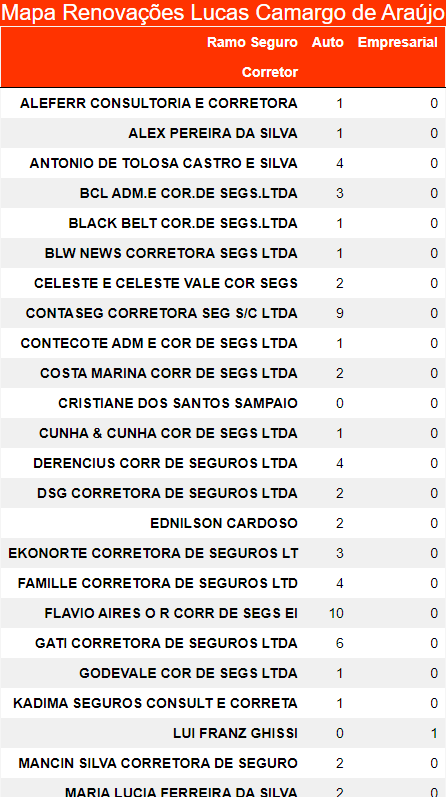 Mapa Renovações Lucas Camargo de Araújo
Ramo Seguro Auto Empresarial
Corretor
ALEFERR CONSULTORIA E CORRETORA 1 0
ALEX PEREIRA DA SILVA 1 0
ANTONIO DE TOLOSA CASTRO E SILVA 4 0
BCL ADM.E COR.DE SEGS.LTDA 3 0
BLACK BELT COR.DE SEGS.LTDA 1 0
BLW NEWS CORRETORA SEGS LTDA 1 0
CELESTE E CELESTE VALE COR SEGS 2 0
CONTASEG CORRETORA SEG S/C LTDA 9 0
CONTECOTE ADM E COR DE SEGS LTDA 1 0
COSTA MARINA CORR DE SEGS LTDA 2 0
CRISTIANE DOS SANTOS SAMPAIO 0 0
CUNHA & CUNHA COR DE SEGS LTDA 1 0
DERENCIUS CORR DE SEGUROS LTDA 4 0
DSG CORRETORA DE SEGUROS LTDA 2 0
EDNILSON CARDOSO 2 0
EKONORTE CORRETORA DE SEGUROS LT 3 0
FAMILLE CORRETORA DE SEGUROS LTD 4 0
FLAVIO AIRES O R CORR DE SEGS EI 10 0
GATI CORRETORA DE SEGUROS LTDA 6 0
GODEVALE COR DE SEGS LTDA 1 0
KADIMA SEGUROS CONSULT E CORRETA 1 0
LUI FRANZ GHISSI 0 1
MANCIN SILVA CORRETORA DE SEGURO 2 0
MARIA LUCIA FERREIRA DA SILVA 2 0